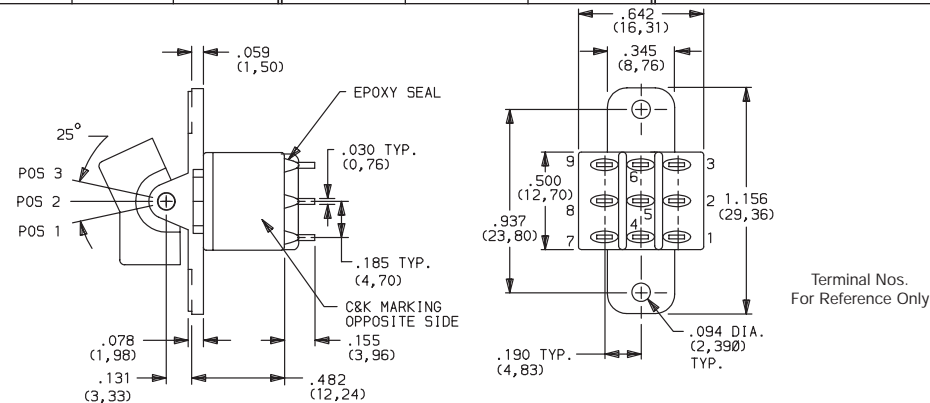 .059
(1,50)
EPOXY SEAL
25°
.030 TYP.
(0,76)
POS 3
POS 2
POS 1
.185 TYP.
(4,70)
C&K MARKING
OPPOSITE SIDE
.078
(1,98)
.155
(3,96)
.131
(3,33)
.482
(12,24)
.642
(16,31)
.345
(8,76)
9
3
6
.500
(12,70)
8
2
5
1.156
(29,36)
.937
(23,80)
4
7
1
.094 DIA.
(2,390)
TYP.
.190 TYP.
(4,83)
Terminal Nos.
For Reference Only